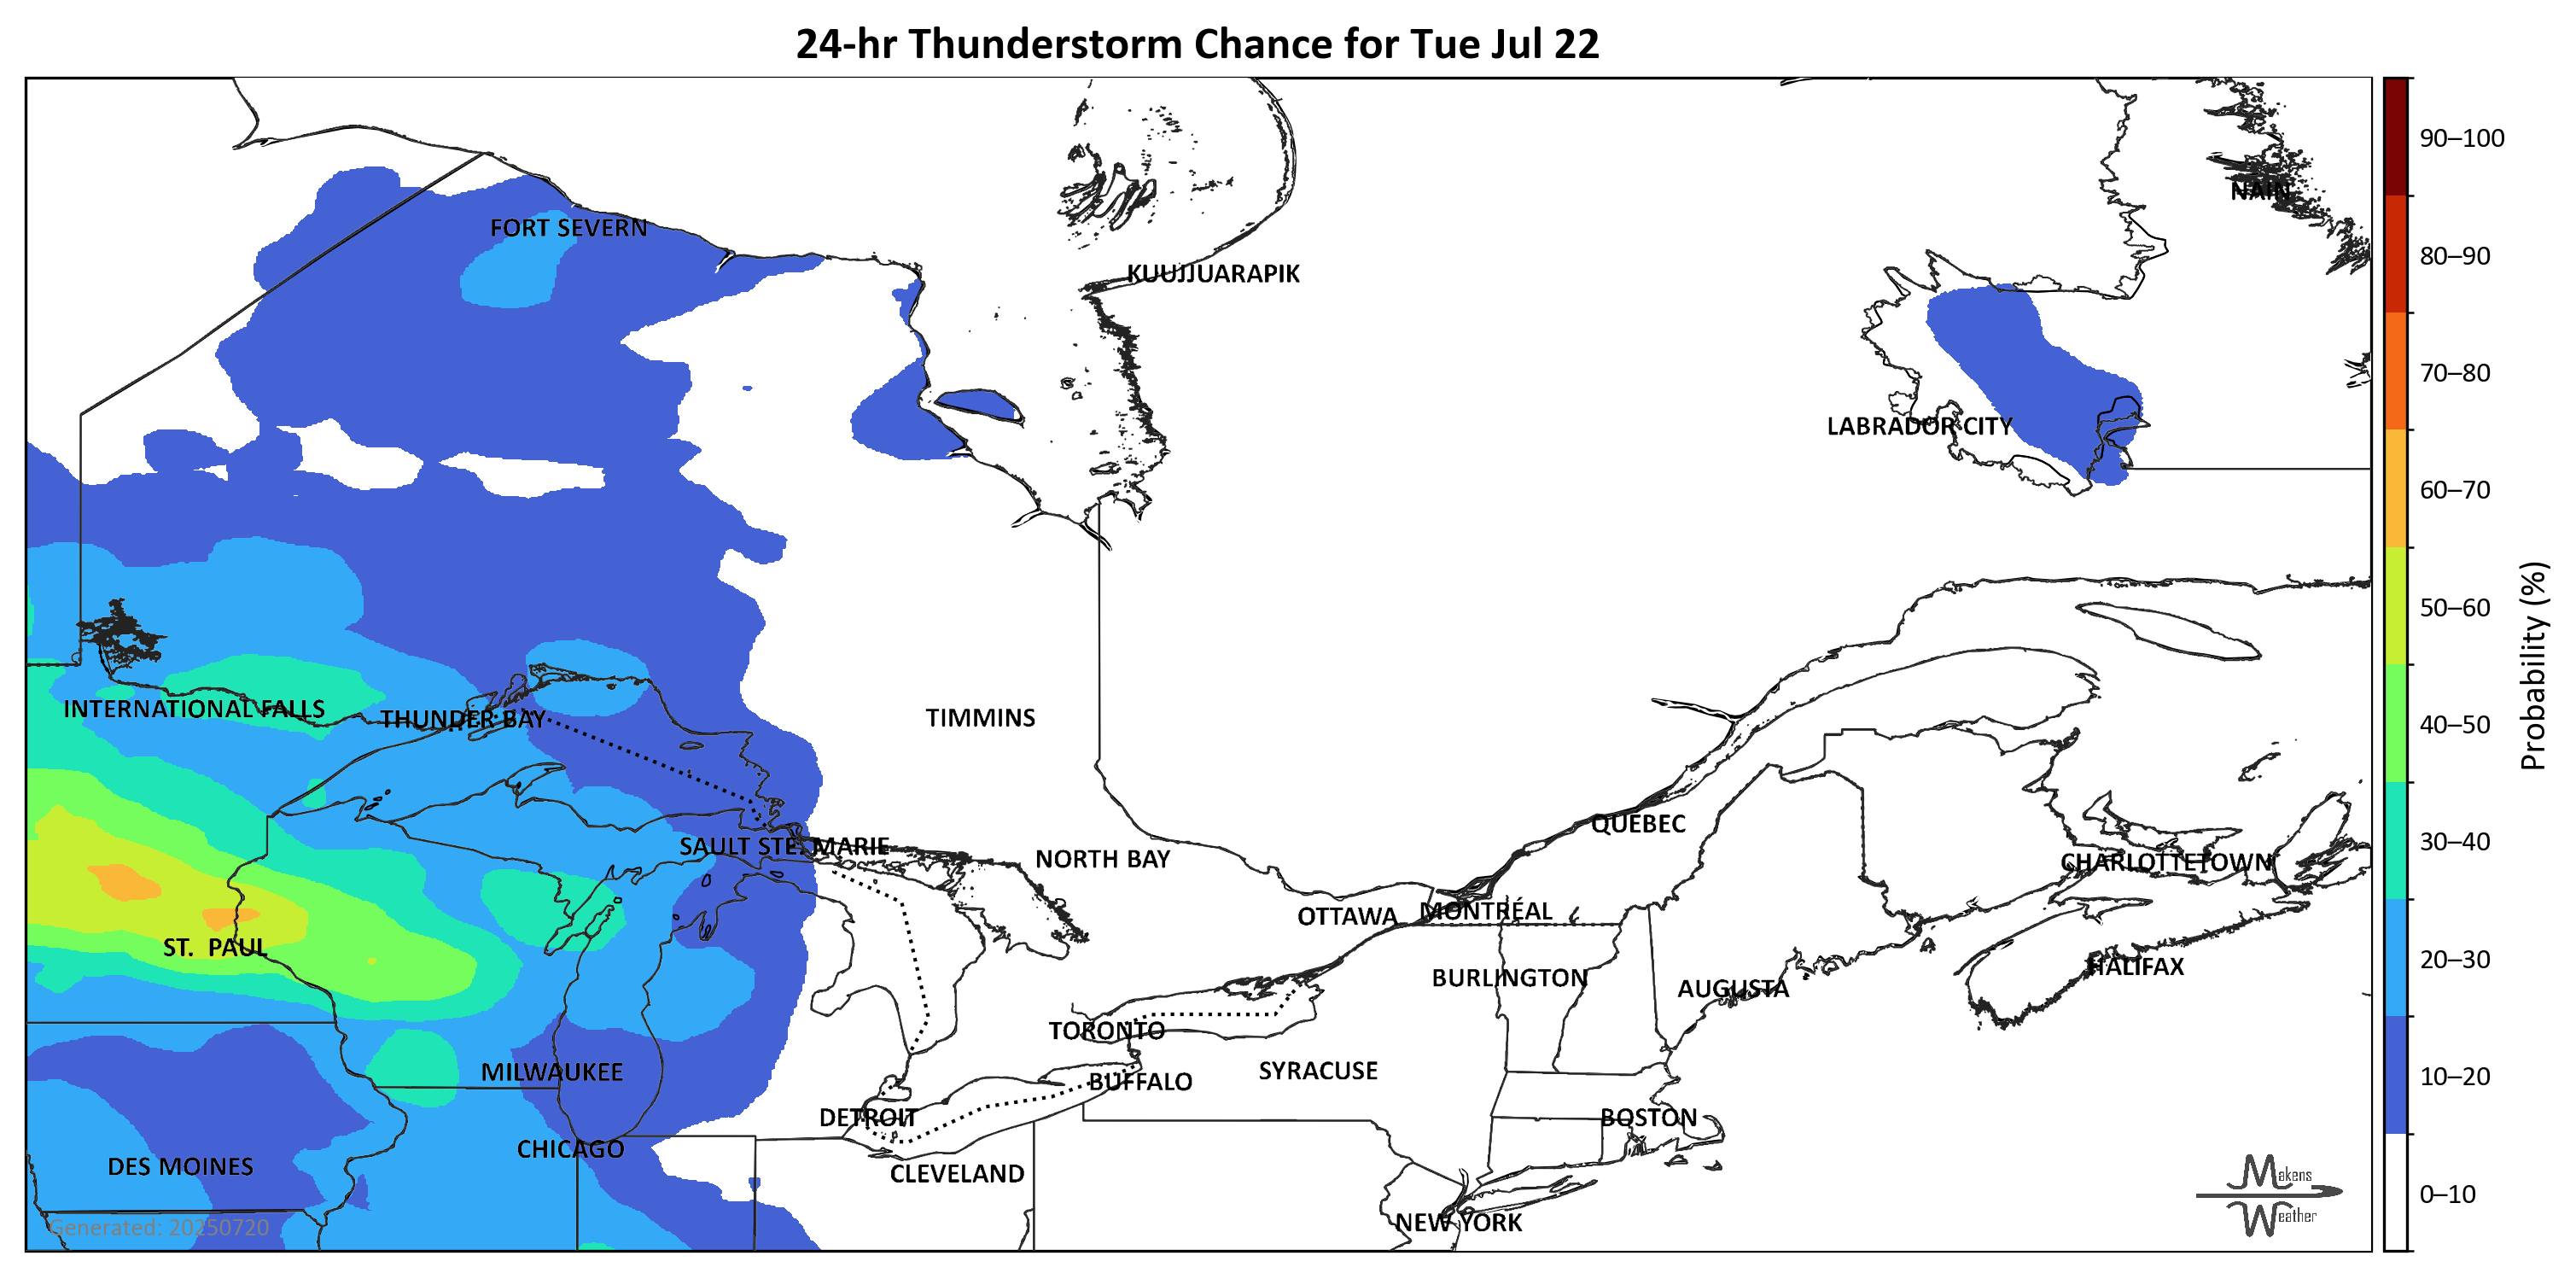 24-hr Thunderstorm Chance for Tue Jul 22
90–100
NAIN
FORT SEVERN
80–90
KUUJJUARAPIK
70–80
LABRADOR CITY
60–70
50–60
Probability (%)
INTERNATIONAL FALLS
THUNDER BAY
TIMMINS
40–50
QUEBEC
SAULT STE. MARIE
30–40
NORTH BAY
CHARLOTTETOWN
OTTAWA
MONTRÉAL
ST. PAUL
20–30
HALIFAX
BURLINGTON
AUGUSTA
TORONTO
MILWAUKEE
SYRACUSE
10–20
BUFFALO
DETROIT
BOSTON
CHICAGO
DES MOINES
CLEVELAND
Makens
Weather
0–10
NEW YORK
Generated: 20250720